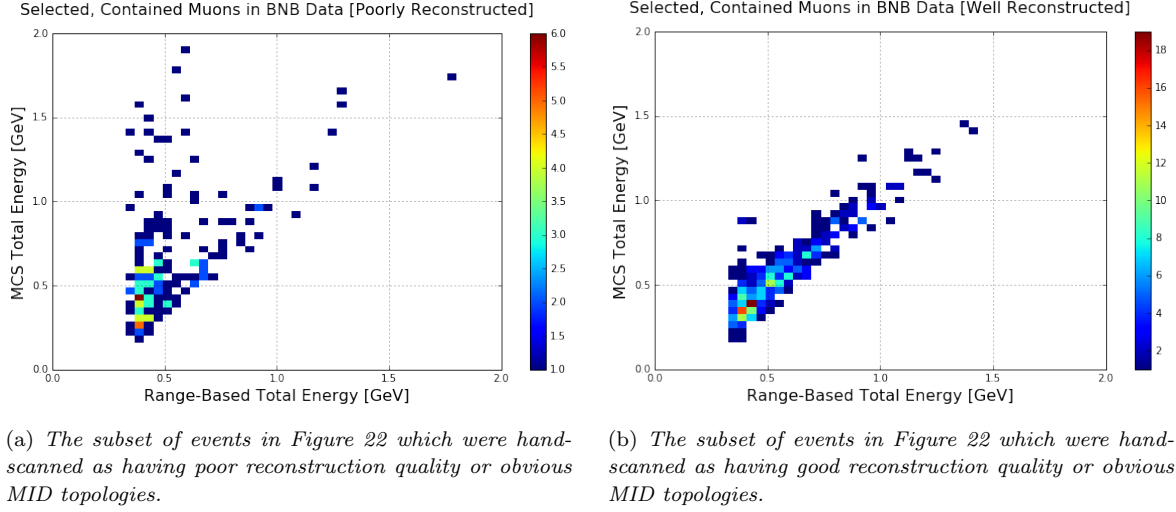 Selected, Contained Muons in BNB Data [Poorly Reconstructed]
2.0
1.5
1.0
0.5
0.0
MCS Total Energy [GeV]
0.0 0.5 1.0 1.5 2.0
Range-Based Total Energy [GeV]
6.0
5.5
5.0
4.5
4.0
3.5
3.0
2.5
2.0
1.5
1.0
(a) The subset of events in Figure 22 which were hand-
scanned as having poor reconstruction quality or obvious
MID topologies.
Selected, Contained Muons in BNB Data [Well Reconstructed]
2.0
1.5
1.0
0.5
0.0
MCS Total Energy [GeV]
0.0 0.5 1.0 1.5 2.0
Range-Based Total Energy [GeV]
18
16
14
12
10
8
6
4
2
(b) The subset of events in Figure 22 which were hand-
scanned as having good reconstruction quality or obvious
MID topologies.